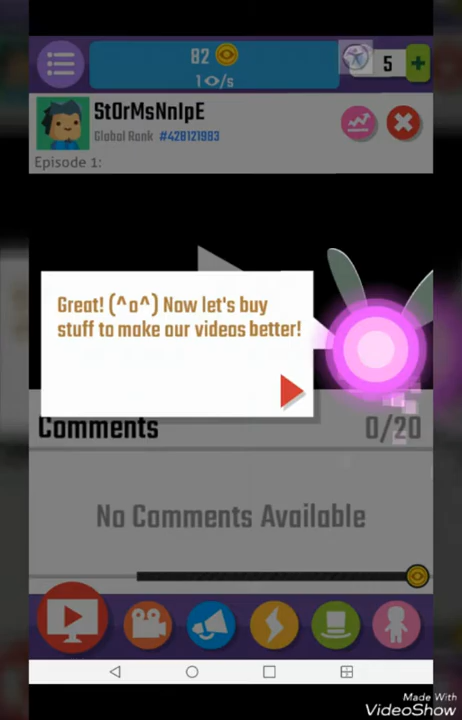 82
1 /s
5
St0rMsNnIpE
Global Rank #428121983
Episode 1:
Great! (^o^) Now let's buy
stuff to make our videos better!
Comments 0/20
No Comments Available
Made With
VideoShow